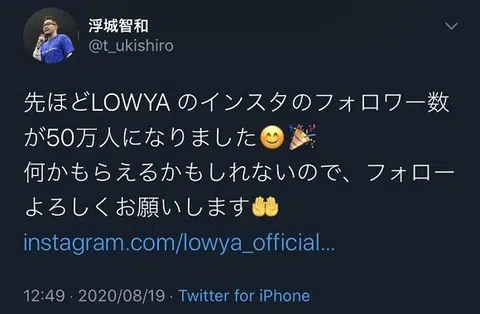 浮城智和
@t_ukishiro
先ほどLOWYA のインスタのフォロワー数
が50万人になりました😊🎉
何かもらえるかもしれないので、フォロー
よろしくお願いします🤲
instagram.com/lowya_official…
12:49 · 2020/08/19 · Twitter for iPhone